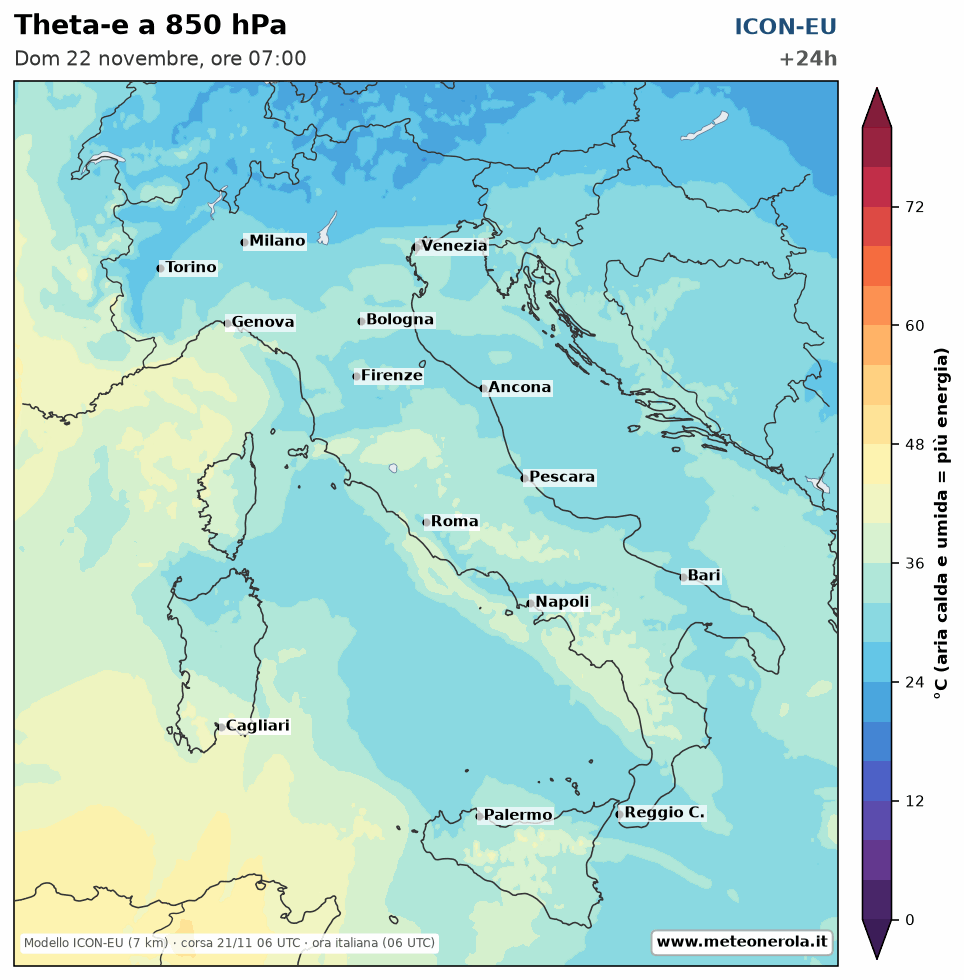 Theta-e a 850 hPa
ICON-EU
Dom 22 novembre, ore 07:00
+24h
Milano
Venezia
Torino
Genova
Bologna
Firenze
Ancona
Pescara
Roma
Bari
Napoli
Cagliari
Palermo
Reggio C.
72
60
48
36
24
12
0
°C (aria calda e umida = più energia)
Modello ICON-EU (7 km) · corsa 21/11 06 UTC · ora italiana (06 UTC)
www.meteonerola.it